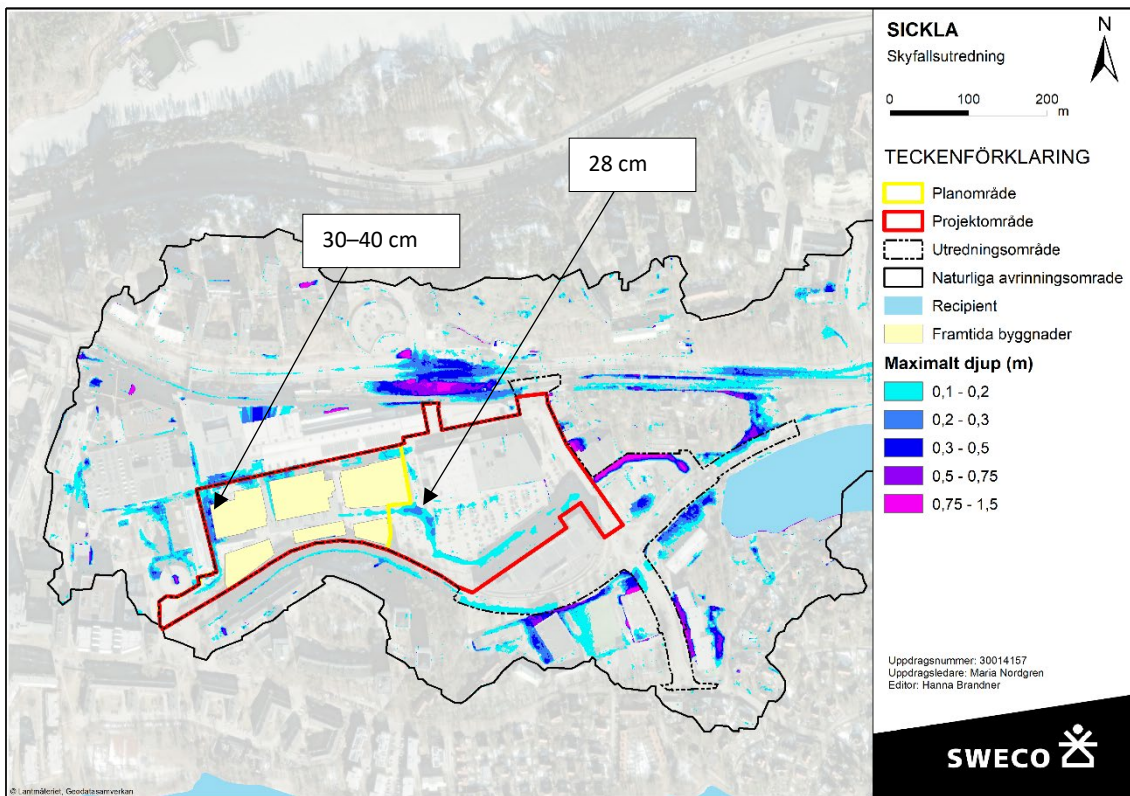 28 cm
30–40 cm
© Lantmäteriet, Geodatasamverkan
SICKLA
Skyfallsutredning
N
0 100 200
m
TECKENFÖRKLARING
Planområde
Projektområde
Utredningsområde
Naturliga avrinningsområde
Recipient
Framtida byggnader
Maximalt djup (m)
0,1 - 0,2
0,2 - 0,3
0,3 - 0,5
0,5 - 0,75
0,75 - 1,5
Uppdragsnummer: 30014157
Uppdragsledare: Maria Nordgren
Editor: Hanna Brandner
SWECO